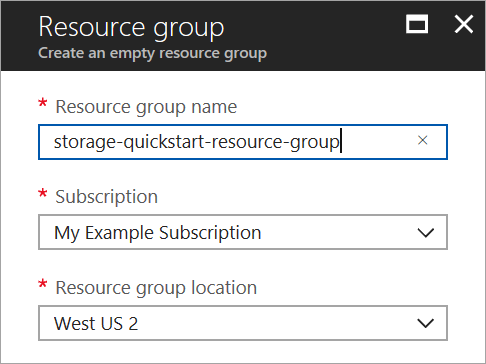 Resource group
Create an empty resource group
* Resource group name
storage-quickstart-resource-group
* Subscription
My Example Subscription
* Resource group location
West US 2